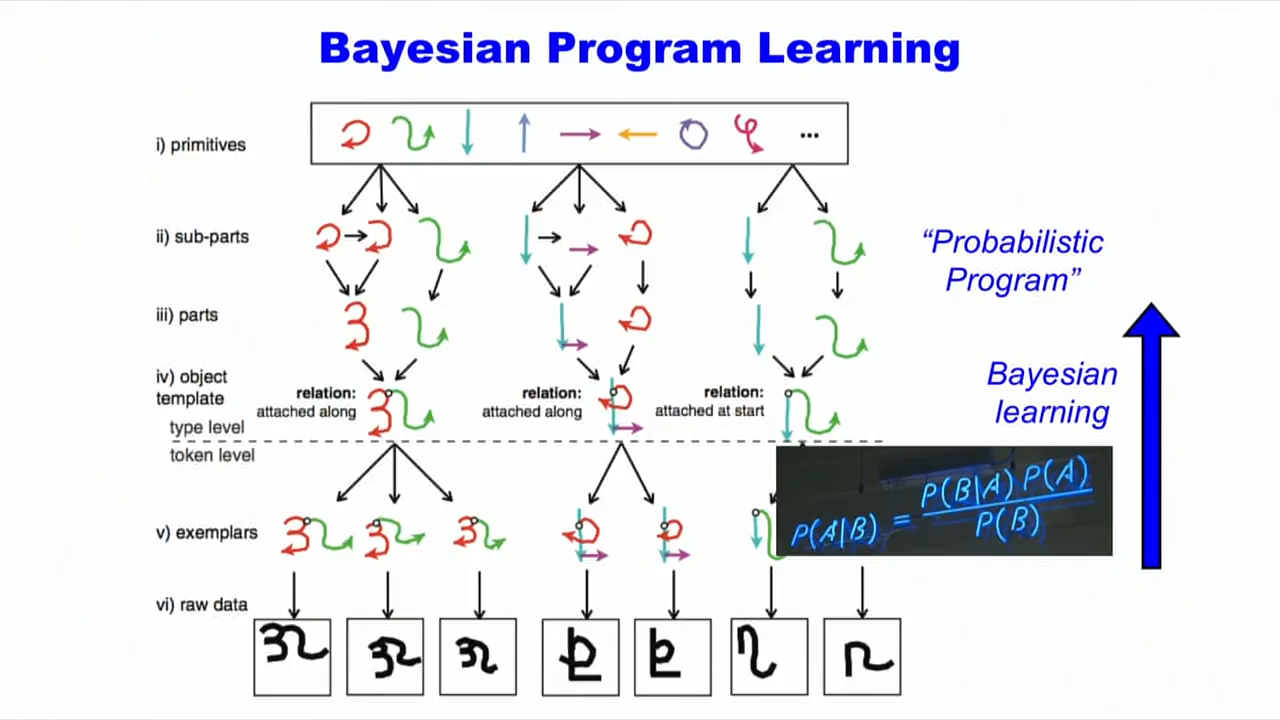 Bayesian Program Learning
i) primitives
...
ii) sub-parts
“Probabilistic
Program”
iii) parts
iv) object
template
relation:
attached along
relation:
attached along
relation:
attached at start
Bayesian
learning
type level
token level
P(A|B) = P(B|A) P(A) / P(B)
v) exemplars
vi) raw data